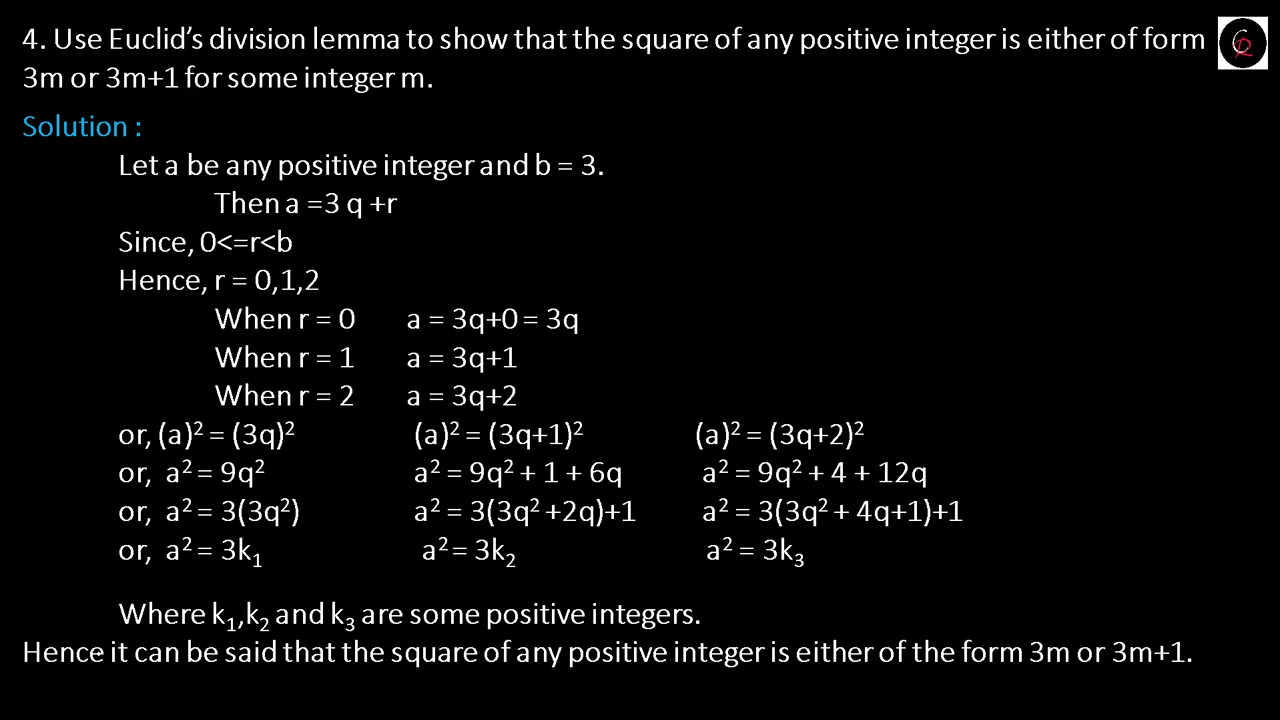 4. Use Euclid's division lemma to show that the square of any positive integer is either of form
3m or 3m+1 for some integer m.
Solution :
Let a be any positive integer and b = 3.
Then a =3 q +r
Since, 0<=r<b
Hence, r = 0,1,2
When r = 0 a = 3q+0 = 3q
When r = 1 a = 3q+1
When r = 2 a = 3q+2
or, (a)² = (3q)² (a)² = (3q+1)² (a)² = (3q+2)²
or, a² = 9q² a² = 9q² + 1 + 6q a² = 9q² + 4 + 12q
or, a² = 3(3q²) a² = 3(3q² +2q)+1 a² = 3(3q² + 4q+1)+1
or, a² = 3k₁ a² = 3k₂ a² = 3k₃
Where k₁,k₂ and k₃ are some positive integers.
Hence it can be said that the square of any positive integer is either of the form 3m or 3m+1.